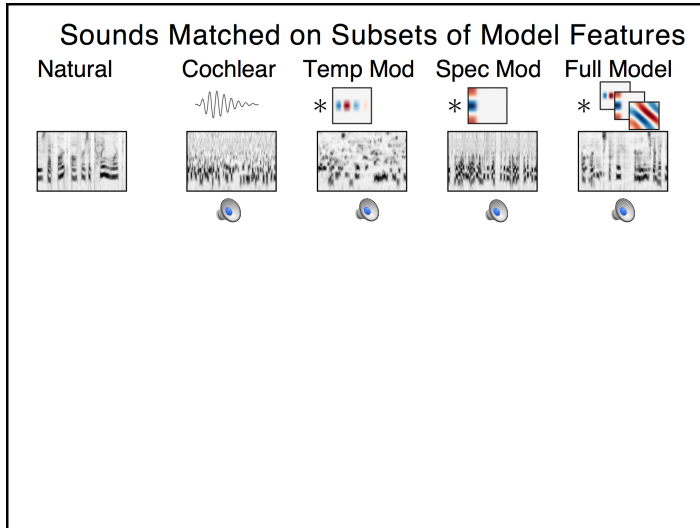 Sounds Matched on Subsets of Model Features
Natural Cochlear Temp Mod Spec Mod Full Model
* * *